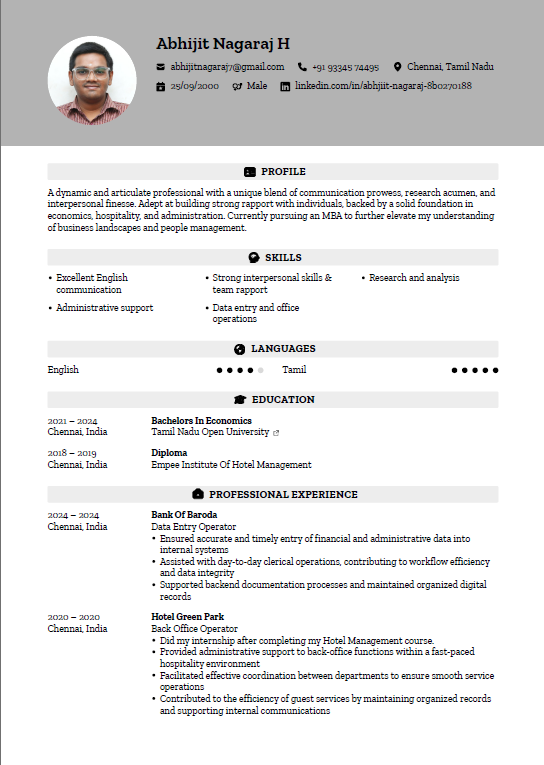 Abhijit Nagaraj H
abhijitnagaraj7@gmail.com +91 93345 74495 Chennai, Tamil Nadu
25/09/2000 Male linkedin.com/in/abhjiit-nagaraj-8b0270188
PROFILE
A dynamic and articulate professional with a unique blend of communication prowess, research acumen, and
interpersonal finesse. Adept at building strong rapport with individuals, backed by a solid foundation in
economics, hospitality, and administration. Currently pursuing an MBA to further elevate my understanding
of business landscapes and people management.
SKILLS
• Excellent English
communication
• Strong interpersonal skills &
team rapport
• Research and analysis
• Administrative support
• Data entry and office
operations
LANGUAGES
English Tamil
EDUCATION
2021 – 2024 Bachelors In Economics
Chennai, India Tamil Nadu Open University
2018 – 2019 Diploma
Chennai, India Empee Institute Of Hotel Management
PROFESSIONAL EXPERIENCE
2024 – 2024 Bank Of Baroda
Chennai, India Data Entry Operator
• Ensured accurate and timely entry of financial and administrative data into
internal systems
• Assisted with day-to-day clerical operations, contributing to workflow efficiency
and data integrity
• Supported backend documentation processes and maintained organized digital
records
2020 – 2020 Hotel Green Park
Chennai, India Back Office Operator
• Did my internship after completing my Hotel Management course.
• Provided administrative support to back-office functions within a fast-paced
hospitality environment
• Facilitated effective coordination between departments to ensure smooth service
operations
• Contributed to the efficiency of guest services by maintaining organized records
and supporting internal communications